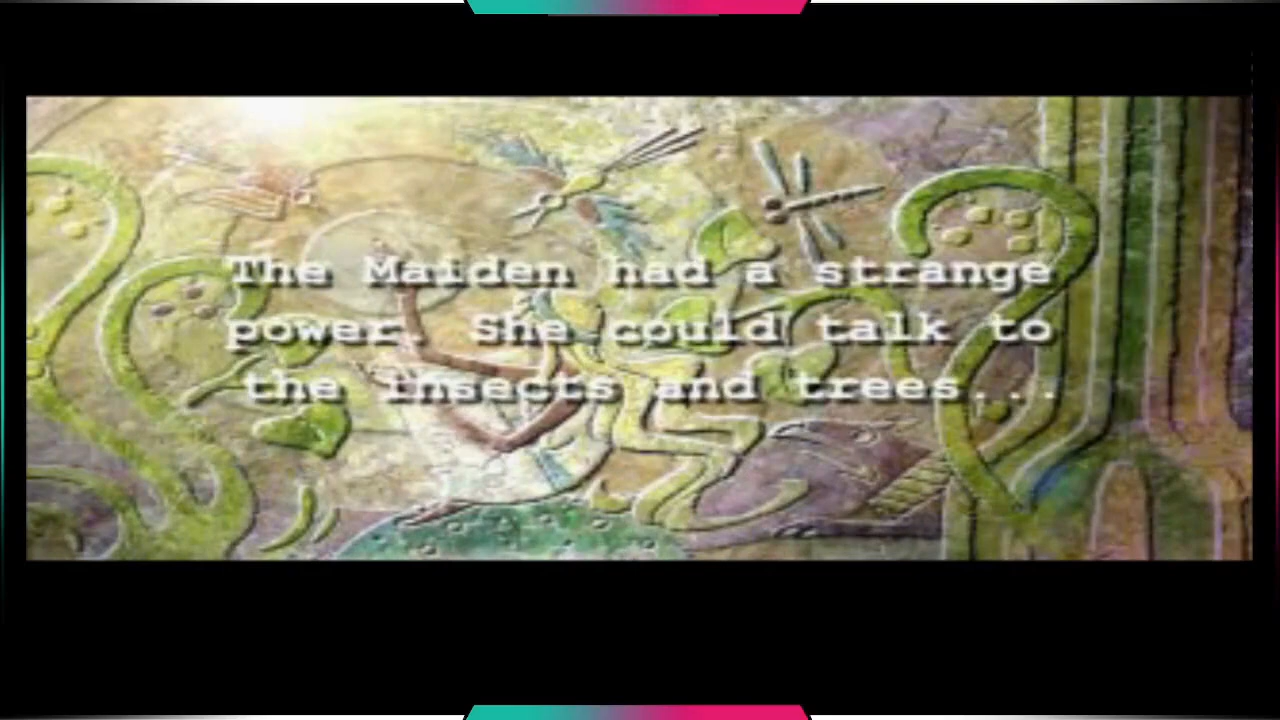 The Maiden had a strange
power. She could talk to
the insects and trees...